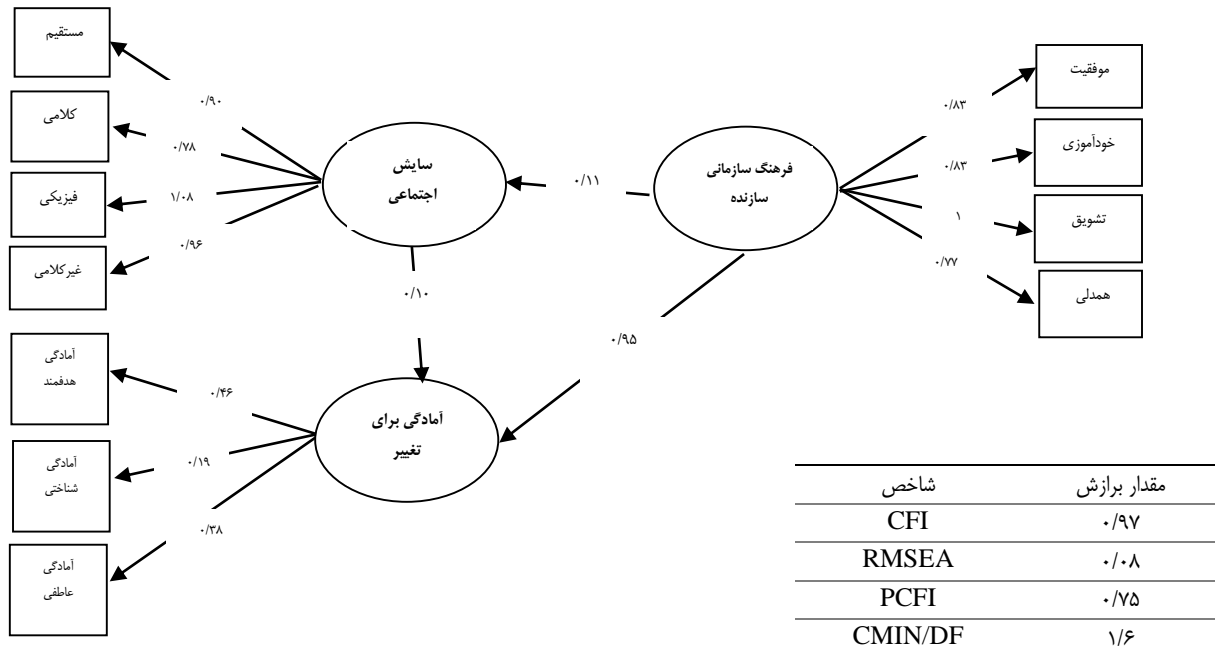 مستقیم
۰/۹۰
کلامی
۰/۷۸
فیزیکی
۱/۰۸
غیرکلامی
۰/۹۶
سایش
اجتماعی
۰/۱۱
فرهنگ سازمانی
سازنده
موفقیت
۰/۸۳
خودآموزی
۰/۸۳
تشویق
۱
همدلی
۰/۷۷
۰/۱۰
۰/۹۵
آمادگی
هدفمند
۰/۴۶
آمادگی
شناختی
۰/۱۹
آمادگی
عاطفی
۰/۳۸
آمادگی برای
تغییر
مقدار برازش شاخص
CFI ۰/۹۷
RMSEA ۰/۰۸
PCFI ۰/۷۵
CMIN/DF ۱/۶